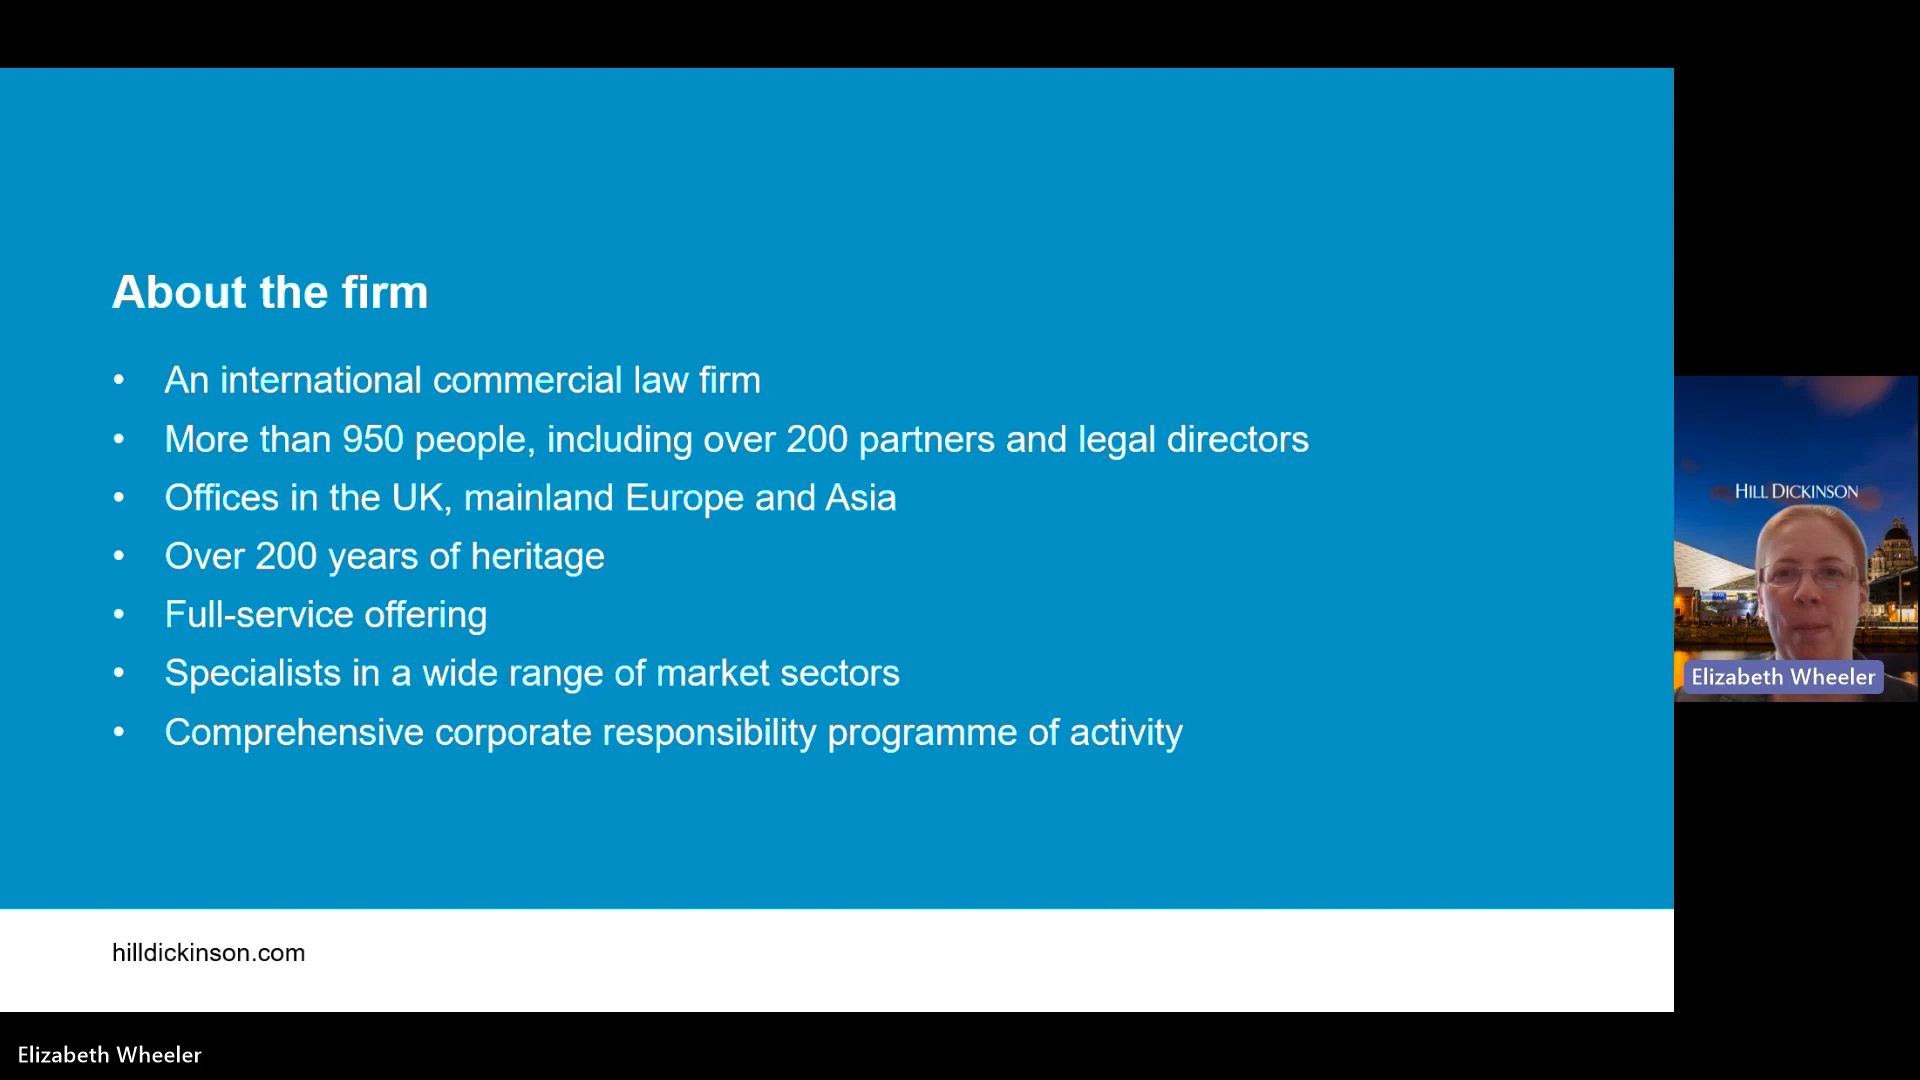 About the firm
• An international commercial law firm
• More than 950 people, including over 200 partners and legal directors
• Offices in the UK, mainland Europe and Asia
• Over 200 years of heritage
• Full-service offering
• Specialists in a wide range of market sectors
• Comprehensive corporate responsibility programme of activity
hilldickinson.com
HILL DICKINSON
Elizabeth Wheeler
Elizabeth Wheeler